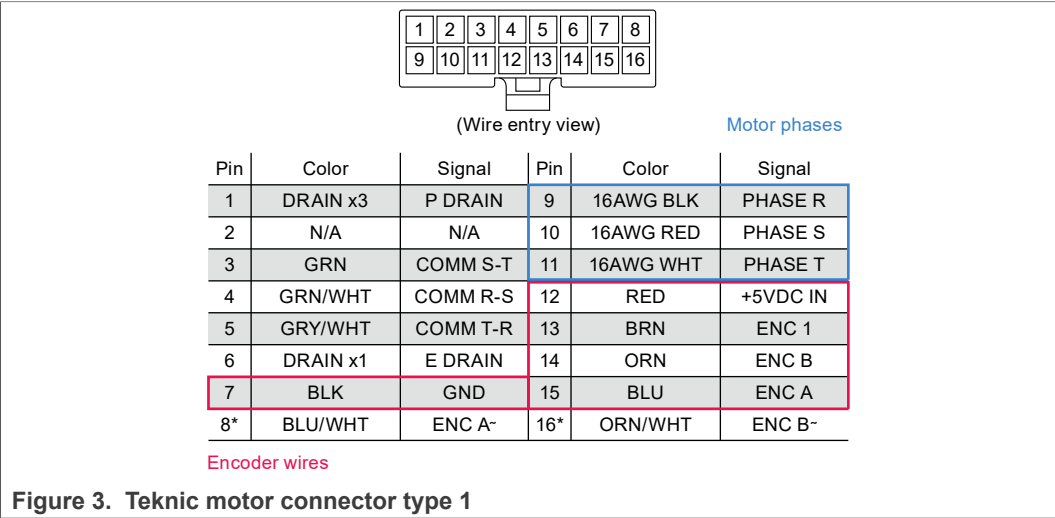 1 2 3 4 5 6 7 8
9 10 11 12 13 14 15 16
(Wire entry view) Motor phases
Pin Color Signal Pin Color Signal
1 DRAIN x3 P DRAIN 9 16AWG BLK PHASE R
2 N/A N/A 10 16AWG RED PHASE S
3 GRN COMM S-T 11 16AWG WHT PHASE T
4 GRN/WHT COMM R-S 12 RED +5VDC IN
5 GRY/WHT COMM T-R 13 BRN ENC 1
6 DRAIN x1 E DRAIN 14 ORN ENC B
7 BLK GND 15 BLU ENC A
8* BLU/WHT ENC A~ 16* ORN/WHT ENC B~
Encoder wires
Figure 3. Teknic motor connector type 1